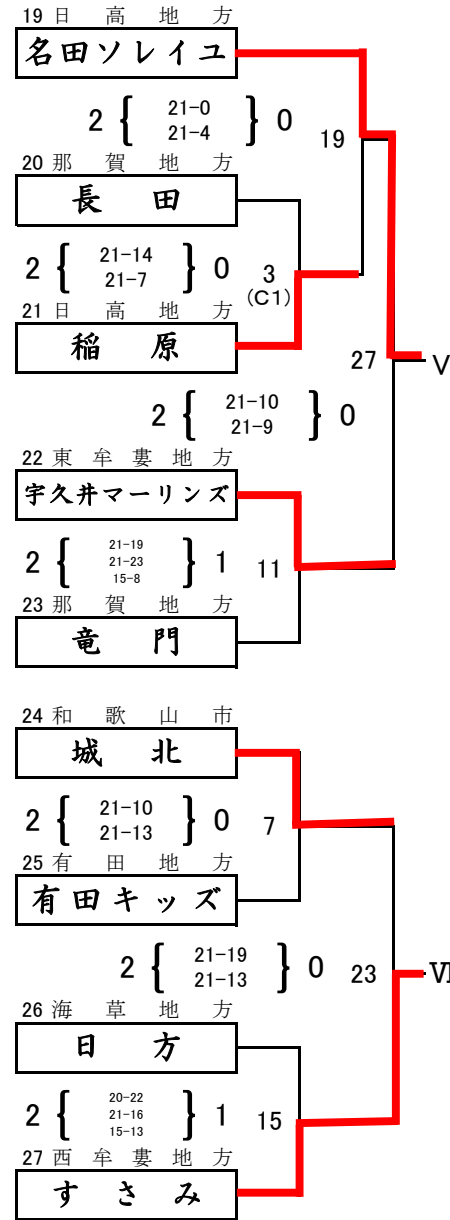 19 日高地方
名田ソレイユ
2 { 21-0 } 0
21-4
19
20 那賀地方
長田
2 { 21-14 } 0
21-7
3
(C1)
21 日高地方
稲原
27
Ⅴ
2 { 21-10 } 0
21-9
22 東牟婁地方
宇久井マーリンズ
2 { 21-19
21-23
15-8 } 1
11
23 那賀地方
竜門
24 和歌山市
城北
2 { 21-10 } 0
21-13
7
25 有田地方
有田キッズ
2 { 21-19 } 0
21-13
23
Ⅵ
26 海草地方
日方
2 { 20-22
21-16
15-13 } 1
15
27 西牟婁地方
すさみ